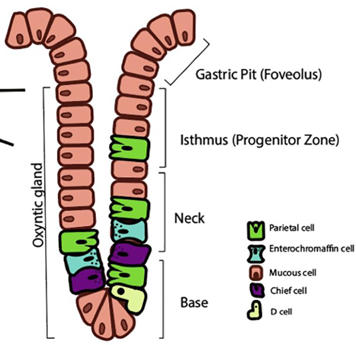 Gastric Pit (Foveolus)
Isthmus (Progenitor Zone)
Oxyntic gland
Neck
Base
Parietal cell
Enterochromaffin cell
Mucous cell
Chief cell
D cell